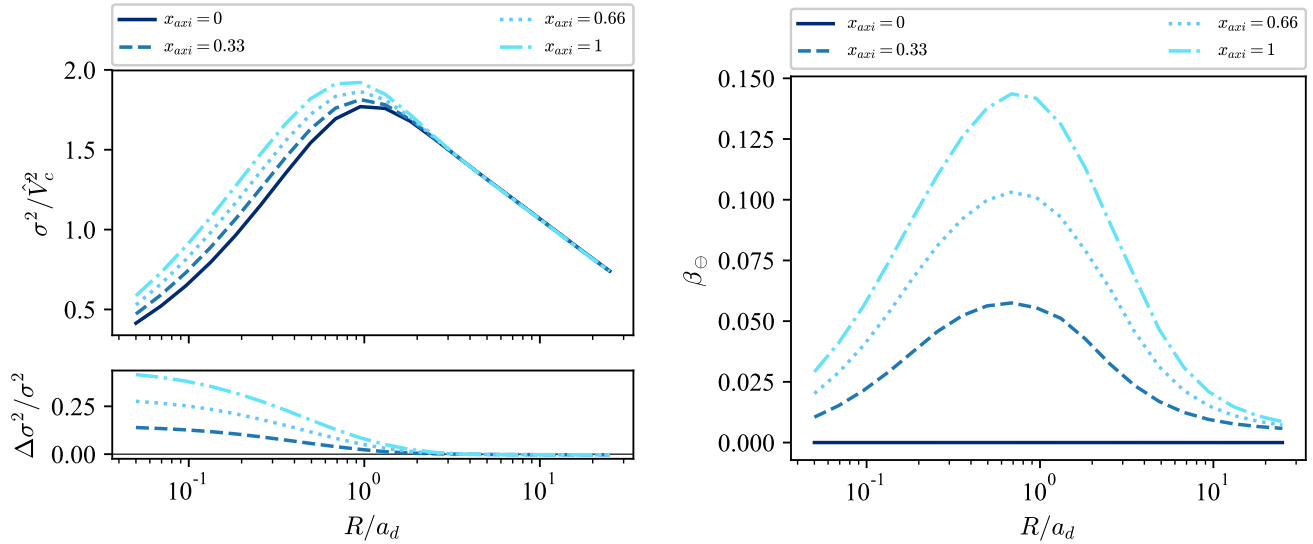 x_axi = 0
x_axi = 0.33
x_axi = 0.66
x_axi = 1
σ²/V̂_c²
2.0
1.5
1.0
0.5
Δσ²/σ²
0.25
0.00
10⁻¹ 10⁰ 10¹
R/a_d
x_axi = 0
x_axi = 0.33
x_axi = 0.66
x_axi = 1
β_⊖
0.150
0.125
0.100
0.075
0.050
0.025
0.000
10⁻¹ 10⁰ 10¹
R/a_d